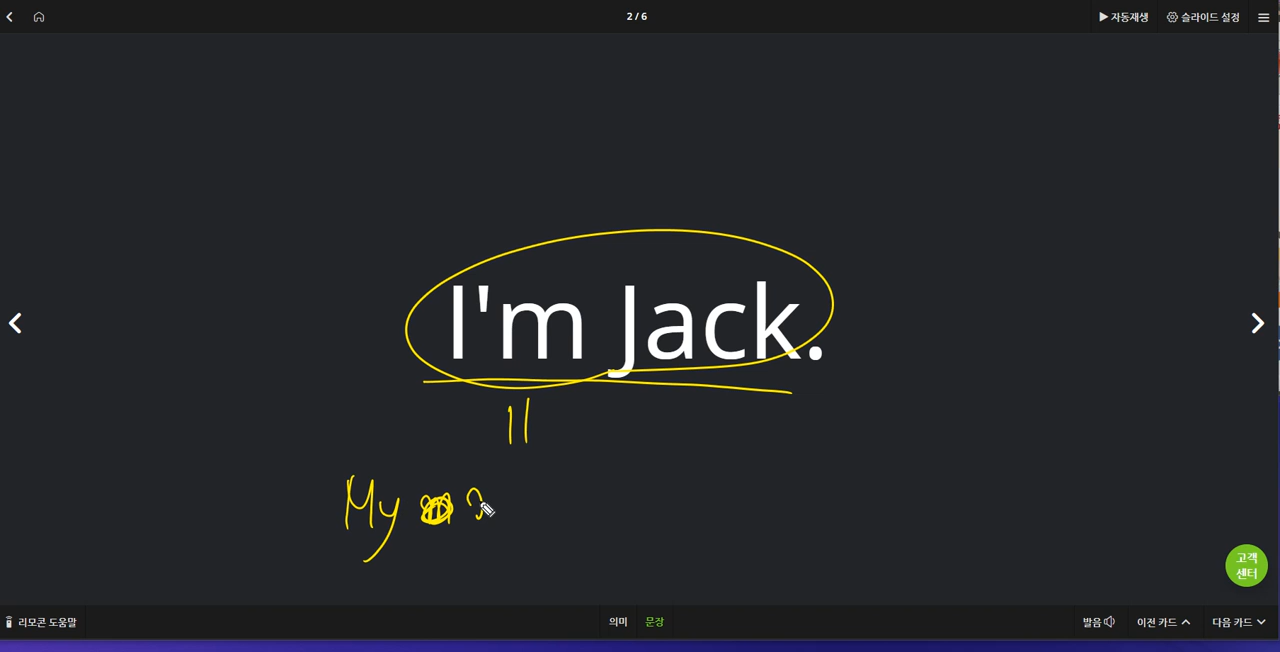 2 / 6
자동재생
슬라이드 설정
I'm Jack.
My
고객
센터
리모콘 도움말
의미
문장
발음
이전 카드
다음 카드